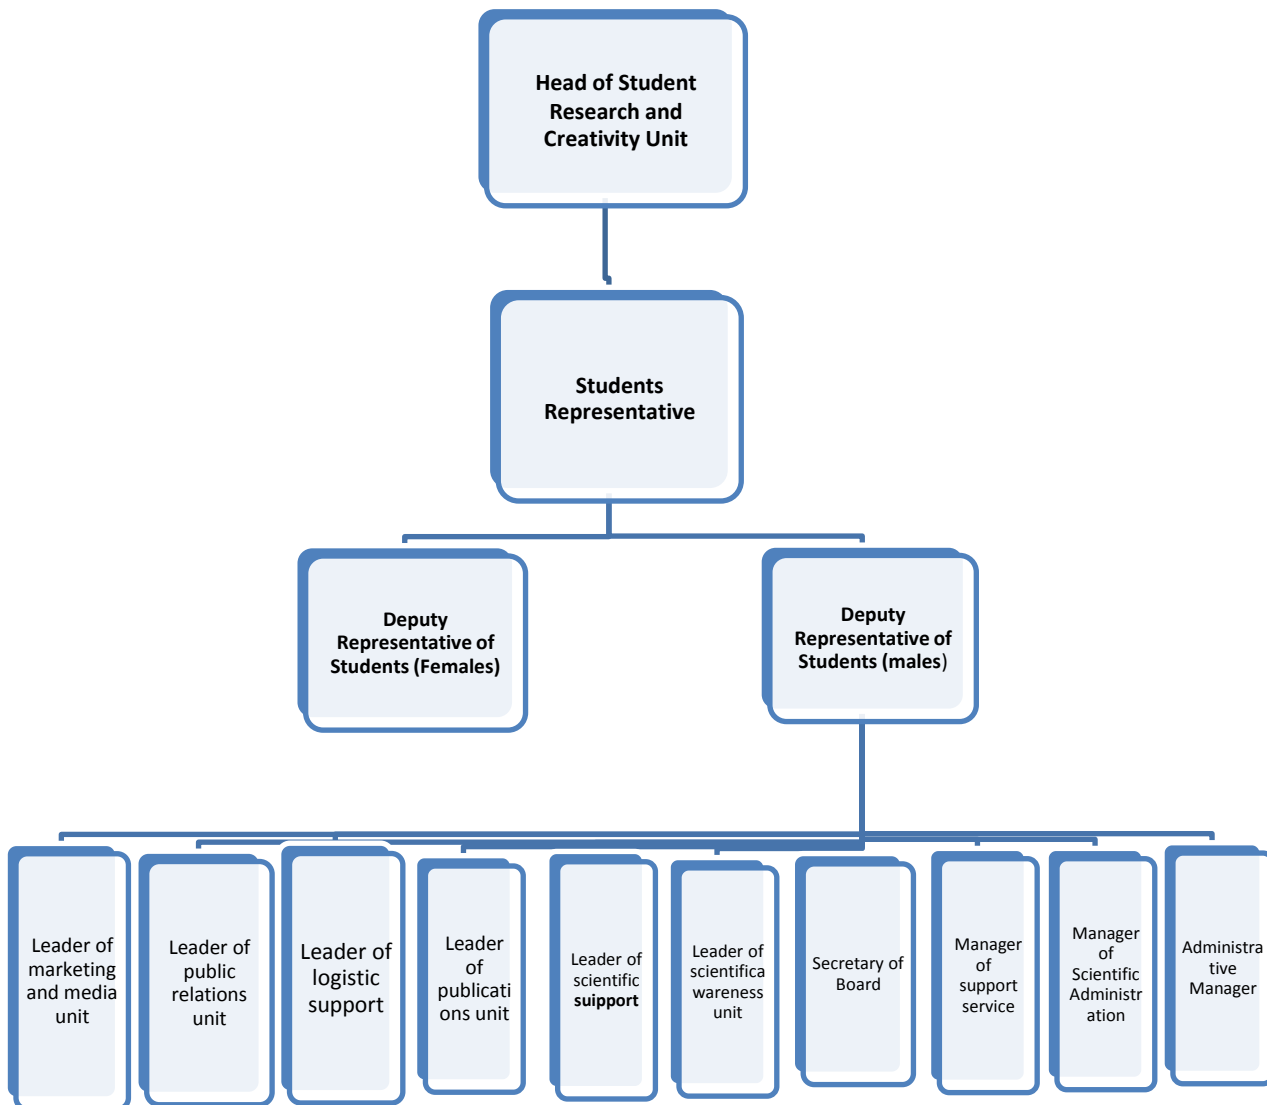 Head of Student
Research and
Creativity Unit
Students
Representative
Deputy
Representative of
Students (Females)
Deputy
Representative of
Students (males)
Leader of
marketing
and media
unit
Leader of
public
relations
unit
Leader of
logistic
support
Leader
of
publicati
ons unit
Leader of
scientific
suipport
Leader of
scientifica
wareness
unit
Secretary of
Board
Manager
of
support
service
Manager
of
Scientific
Administr
ation
Administra
tive
Manager